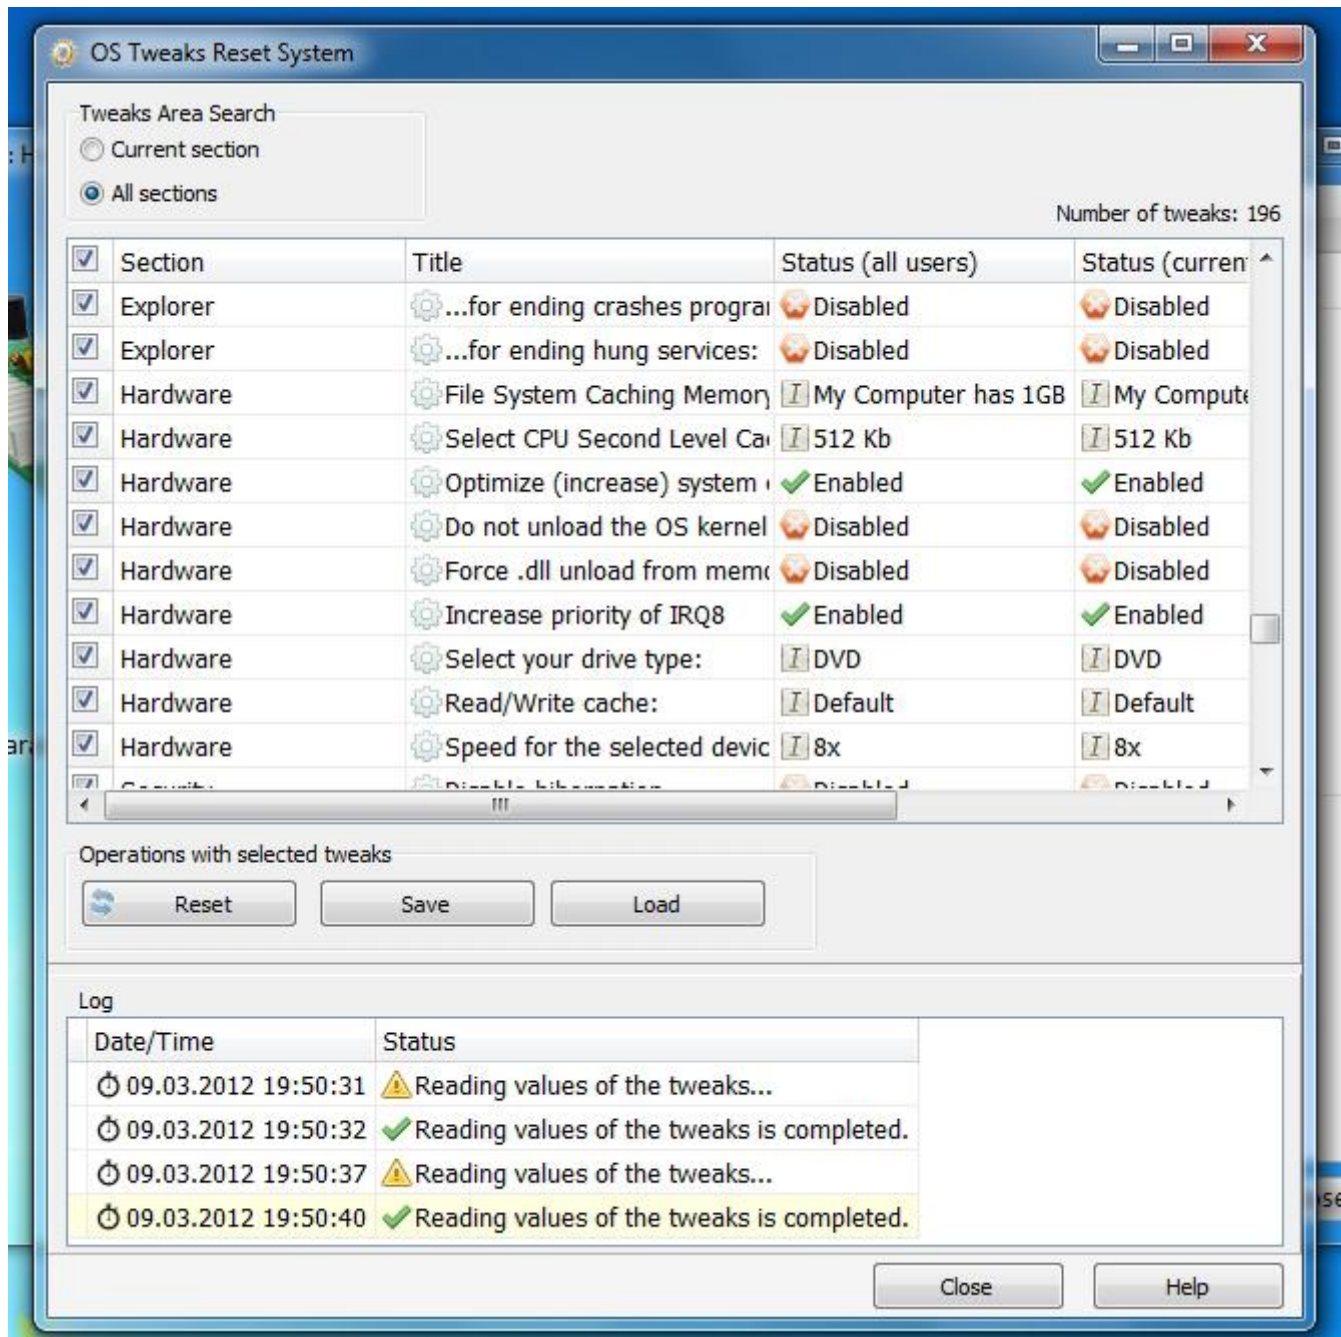 OS Tweaks Reset System
Tweaks Area Search
Current section
All sections
Number of tweaks: 196
Section Title Status (all users) Status (curren
Explorer ...for ending crashes progra Disabled Disabled
Explorer ...for ending hung services: Disabled Disabled
Hardware File System Caching Memory My Computer has 1GB My Compute
Hardware Select CPU Second Level Ca 512 Kb 512 Kb
Hardware Optimize (increase) system Enabled Enabled
Hardware Do not unload the OS kernel Disabled Disabled
Hardware Force .dll unload from mem Disabled Disabled
Hardware Increase priority of IRQ8 Enabled Enabled
Hardware Select your drive type: DVD DVD
Hardware Read/Write cache: Default Default
Hardware Speed for the selected devic 8x 8x
Security Disable hibernation Disabled Disabled
Operations with selected tweaks
Reset Save Load
Log
Date/Time Status
09.03.2012 19:50:31 Reading values of the tweaks...
09.03.2012 19:50:32 Reading values of the tweaks is completed.
09.03.2012 19:50:37 Reading values of the tweaks...
09.03.2012 19:50:40 Reading values of the tweaks is completed.
Close Help